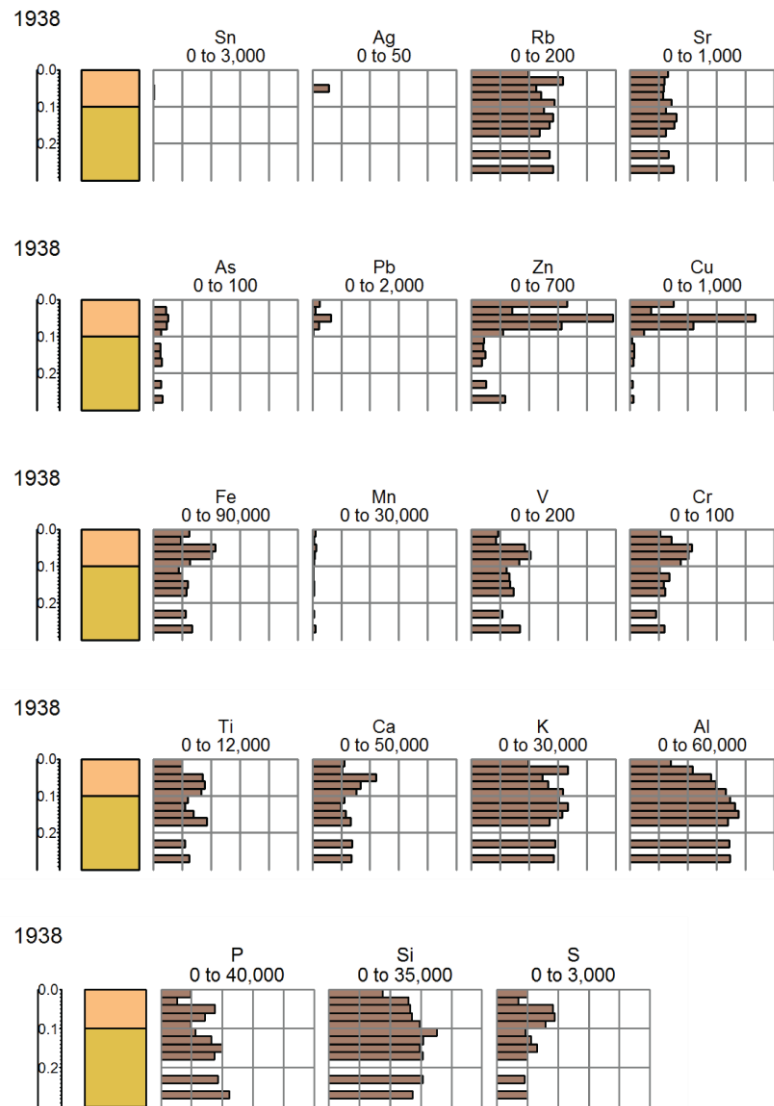 1938
Sn Ag Rb Sr
0 to 3,000 0 to 50 0 to 200 0 to 1,000
0.0
0.1
0.2
1938
As Pb Zn Cu
0 to 100 0 to 2,000 0 to 700 0 to 1,000
0.0
0.1
0.2
1938
Fe Mn V Cr
0 to 90,000 0 to 30,000 0 to 200 0 to 100
0.0
0.1
0.2
1938
Ti Ca K Al
0 to 12,000 0 to 50,000 0 to 30,000 0 to 60,000
0.0
0.1
0.2
1938
P Si S
0 to 40,000 0 to 35,000 0 to 3,000
0.0
0.1
0.2